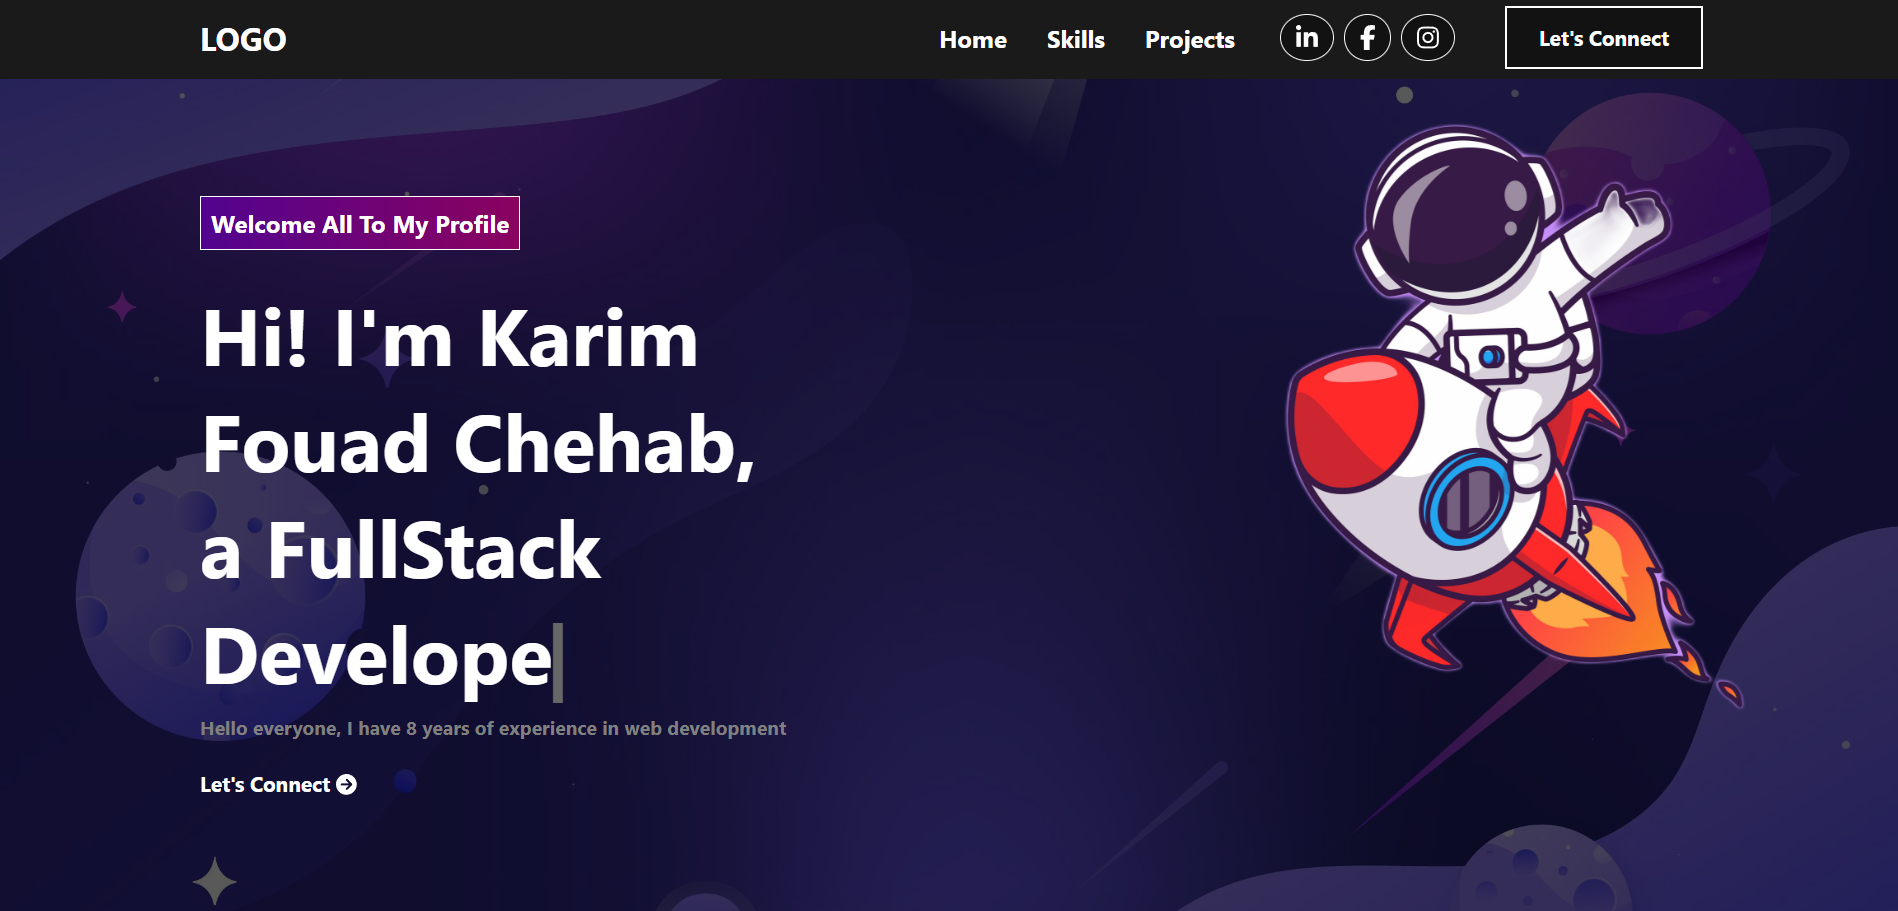 LOGO
Home
Skills
Projects
Let's Connect
Welcome All To My Profile
Hi! I'm Karim
Fouad Chehab,
a FullStack
Develope
Hello everyone, I have 8 years of experience in web development
Let's Connect